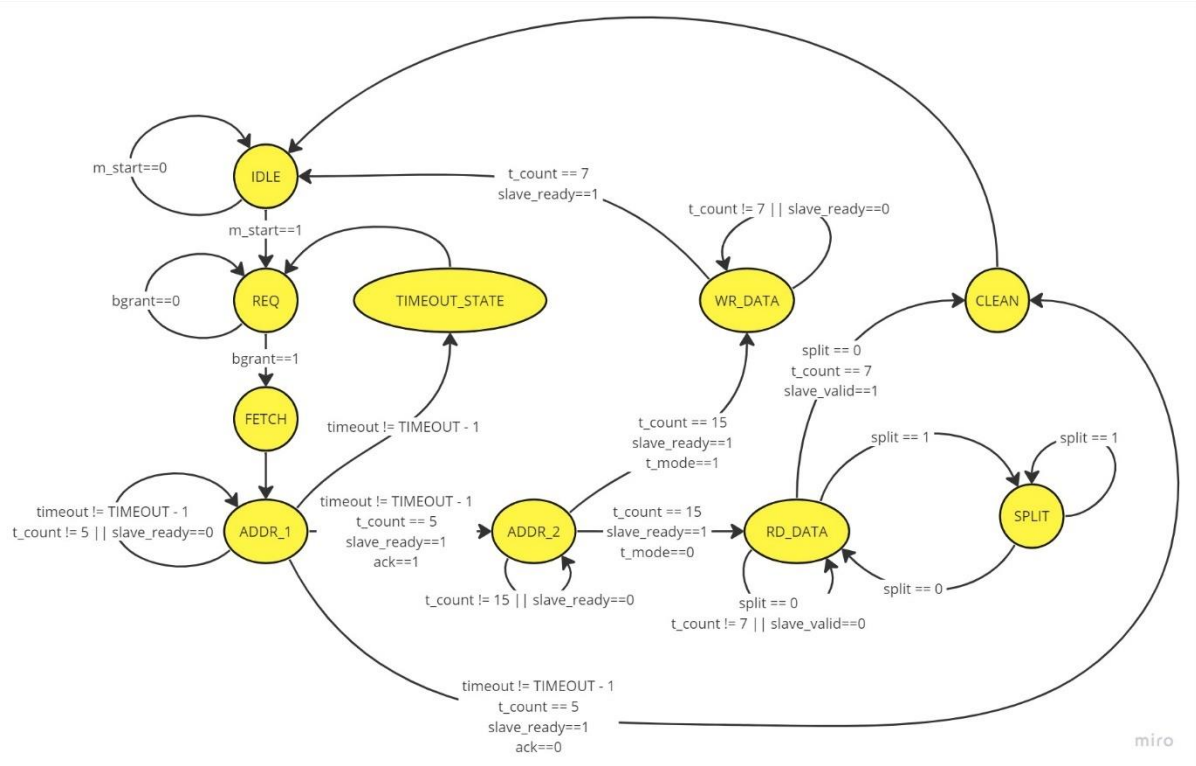 m_start==0
IDLE
t_count == 7
slave_ready==1
t_count != 7 || slave_ready==0
m_start==1
bgrant==0
REQ
TIMEOUT_STATE
WR_DATA
CLEAN
bgrant==1
split == 0
t_count == 7
slave_valid==1
FETCH
timeout != TIMEOUT - 1
t_count == 15
slave_ready==1
t_mode==1
split == 1
split == 1
timeout != TIMEOUT - 1
t_count != 5 || slave_ready==0
ADDR_1
timeout != TIMEOUT - 1
t_count == 5
slave_ready==1
ack==1
ADDR_2
t_count == 15
slave_ready==1
t_mode==0
RD_DATA
SPLIT
t_count != 15 || slave_ready==0
split == 0
t_count != 7 || slave_valid==0
split == 0
timeout != TIMEOUT - 1
t_count == 5
slave_ready==1
ack==0
miro